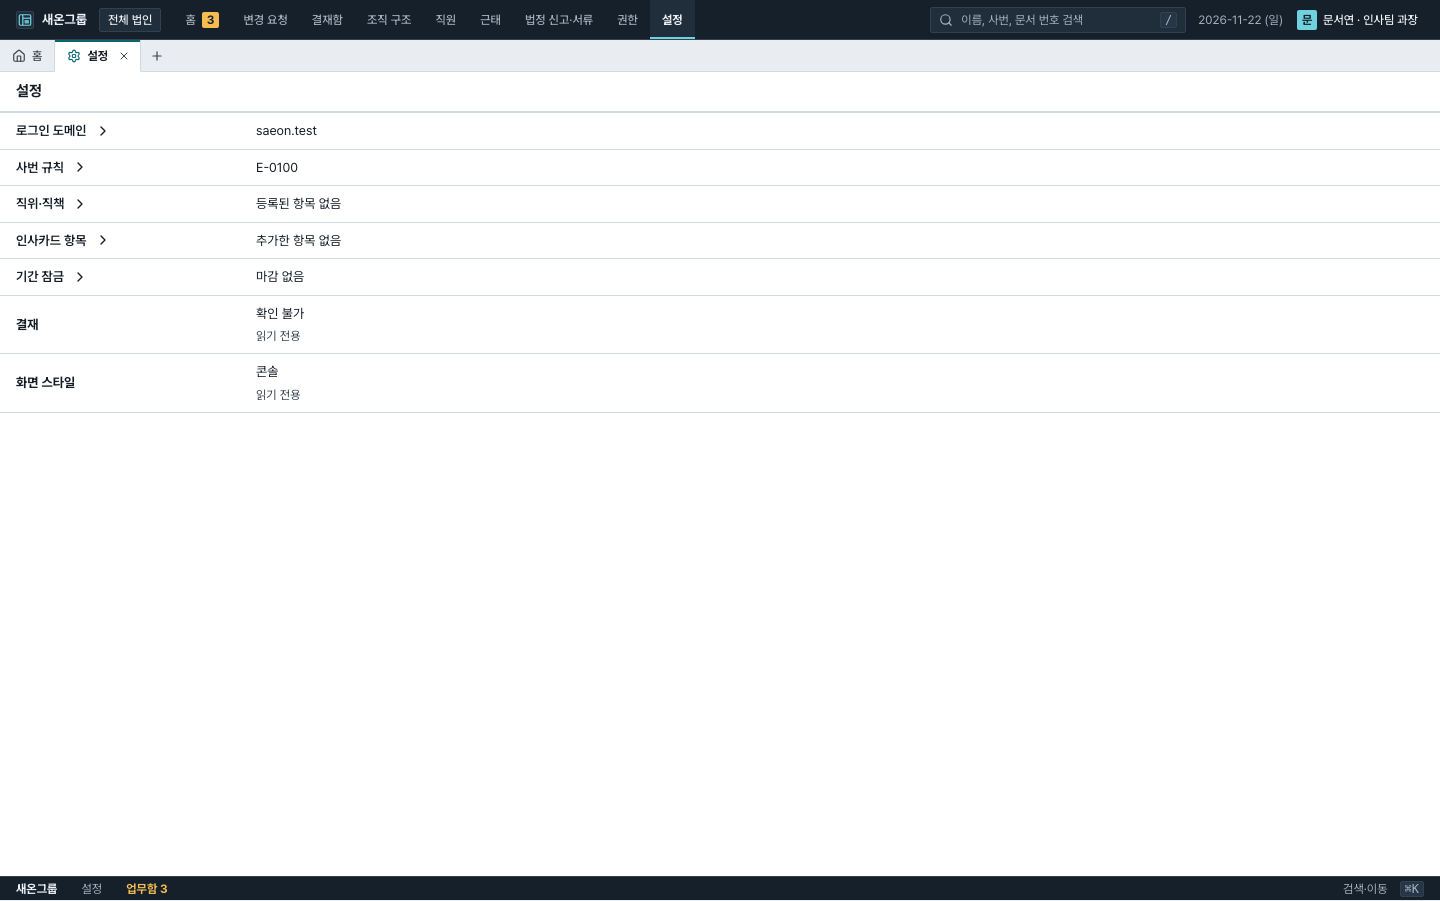 새온그룹 전체 법인 홈 3 변경 요청 결재함 조직 구조 직원 근태 법정 신고·서류 권한 설정 이름, 사번, 문서 번호 검색 / 2026-11-22 (일) 문 문서연 · 인사팀 과장
홈 설정
설정
로그인 도메인 saeon.test
사번 규칙 E-0100
직위·직책 등록된 항목 없음
인사카드 항목 추가한 항목 없음
기간 잠금 마감 없음
결재 확인 불가
읽기 전용
화면 스타일 콘솔
읽기 전용
새온그룹 설정 업무함 3 검색·이동 ⌘K